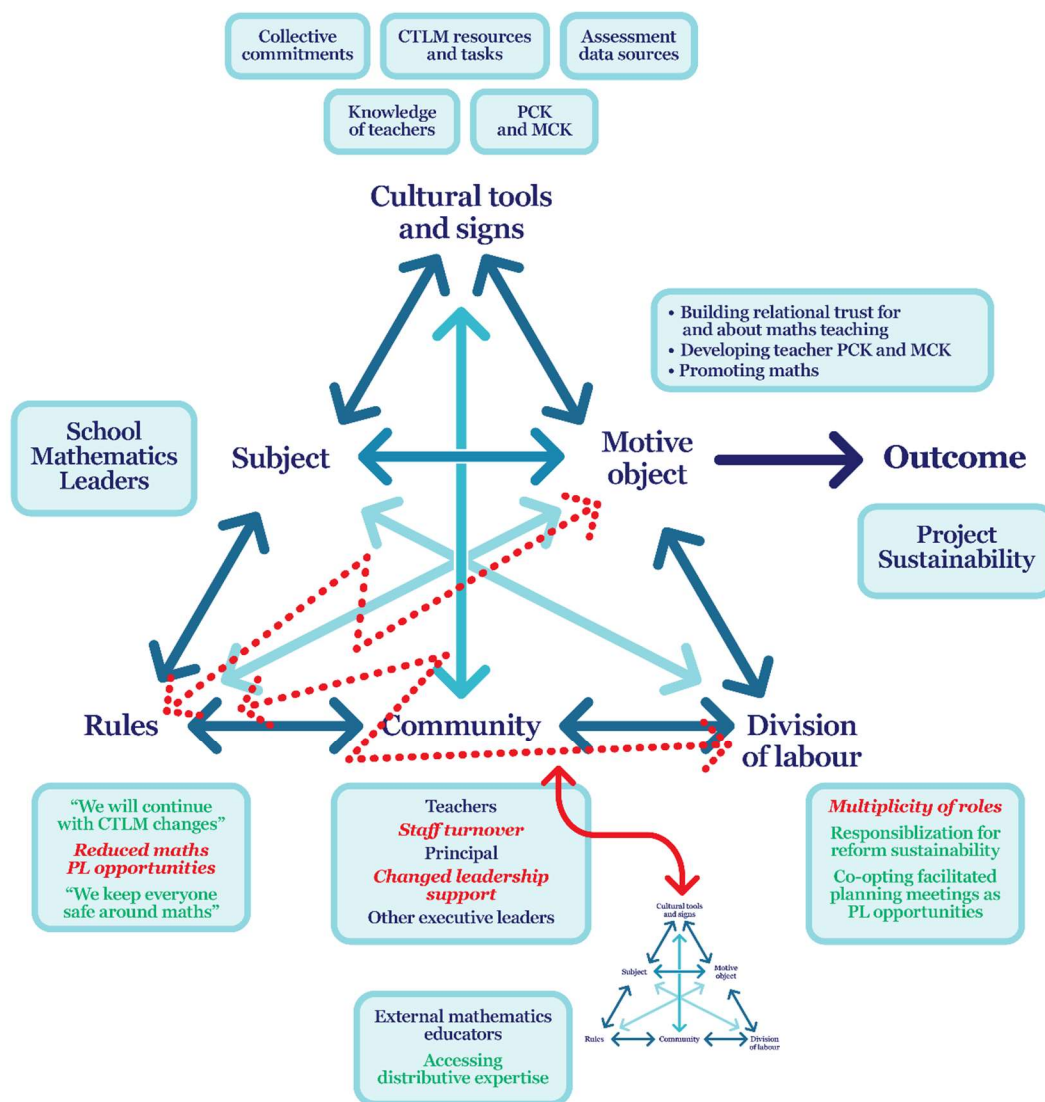 Collective
commitments
CTLM resources
and tasks
Assessment
data sources
Knowledge
of teachers
PCK
and MCK
Cultural tools
and signs
• Building relational trust for
and about maths teaching
• Developing teacher PCK and MCK
• Promoting maths
School
Mathematics
Leaders
Subject
Motive
object
Outcome
Project
Sustainability
Rules
Community
Division
of labour
“We will continue
with CTLM changes”
Reduced maths
PL opportunities
“We keep everyone
safe around maths”
Teachers
Staff turnover
Principal
Changed leadership
support
Other executive leaders
Multiplicity of roles
Responsiblization for
reform sustainability
Co-opting facilitated
planning meetings as
PL opportunities
Cultural tools
and signs
Subject
Motive
object
Rules
Community
Division
of labour
External mathematics
educators
Accessing
distributive expertise